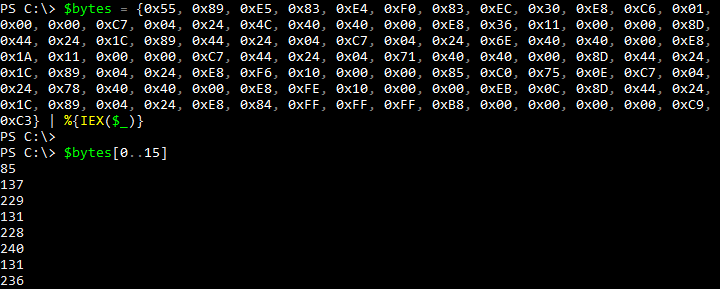 PS C:\> $bytes = {0x55, 0x89, 0xE5, 0x83, 0xE4, 0xF0, 0x83, 0xEC, 0x30, 0xE8, 0xC6, 0x01,
0x00, 0x00, 0xC7, 0x04, 0x24, 0x4C, 0x40, 0x40, 0x00, 0xE8, 0x36, 0x11, 0x00, 0x00, 0x8D,
0x44, 0x24, 0x1C, 0x89, 0x44, 0x24, 0x04, 0xC7, 0x04, 0x24, 0x6E, 0x40, 0x40, 0x00, 0xE8,
0x1A, 0x11, 0x00, 0x00, 0xC7, 0x44, 0x24, 0x04, 0x71, 0x40, 0x40, 0x00, 0x8D, 0x44, 0x24,
0x1C, 0x89, 0x04, 0x24, 0xE8, 0xF6, 0x10, 0x00, 0x00, 0x85, 0xC0, 0x75, 0x0E, 0xC7, 0x04,
0x24, 0x78, 0x40, 0x40, 0x00, 0xE8, 0xFE, 0x10, 0x00, 0x00, 0xEB, 0x0C, 0x8D, 0x44, 0x24,
0x1C, 0x89, 0x04, 0x24, 0xE8, 0x84, 0xFF, 0xFF, 0xFF, 0xB8, 0x00, 0x00, 0x00, 0x00, 0xC9,
0xC3} | %{IEX($_)}
PS C:\>
PS C:\> $bytes[0..15]
85
137
229
131
228
240
131
236